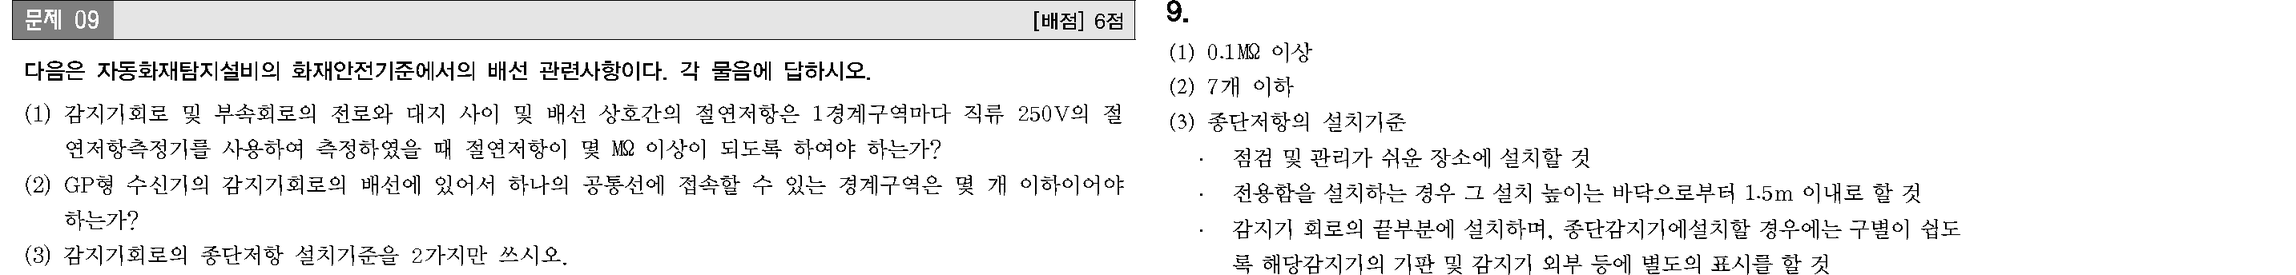 문제 09
[배점] 6점
다음은 자동화재탐지설비의 화재안전기준에서의 배선 관련사항이다. 각 물음에 답하시오.
(1) 감지기회로 및 부속회로의 전로와 대지 사이 및 배선 상호간의 절연저항은 1경계구역마다 직류 250V의 절
연저항측정기를 사용하여 측정하였을 때 절연저항이 몇 ㏁ 이상이 되도록 하여야 하는가?
(2) GP형 수신기의 감지기회로의 배선에 있어서 하나의 공통선에 접속할 수 있는 경계구역은 몇 개 이하이어야
하는가?
(3) 감지기회로의 종단저항 설치기준을 2가지만 쓰시오.
9.
(1) 0.1㏁ 이상
(2) 7개 이하
(3) 종단저항의 설치기준
· 점검 및 관리가 쉬운 장소에 설치할 것
· 전용함을 설치하는 경우 그 설치 높이는 바닥으로부터 1.5m 이내로 할 것
· 감지기 회로의 끝부분에 설치하며, 종단감지기에설치할 경우에는 구별이 쉽도
록 해당감지기의 기판 및 감지기 외부 등에 별도의 표시를 할 것